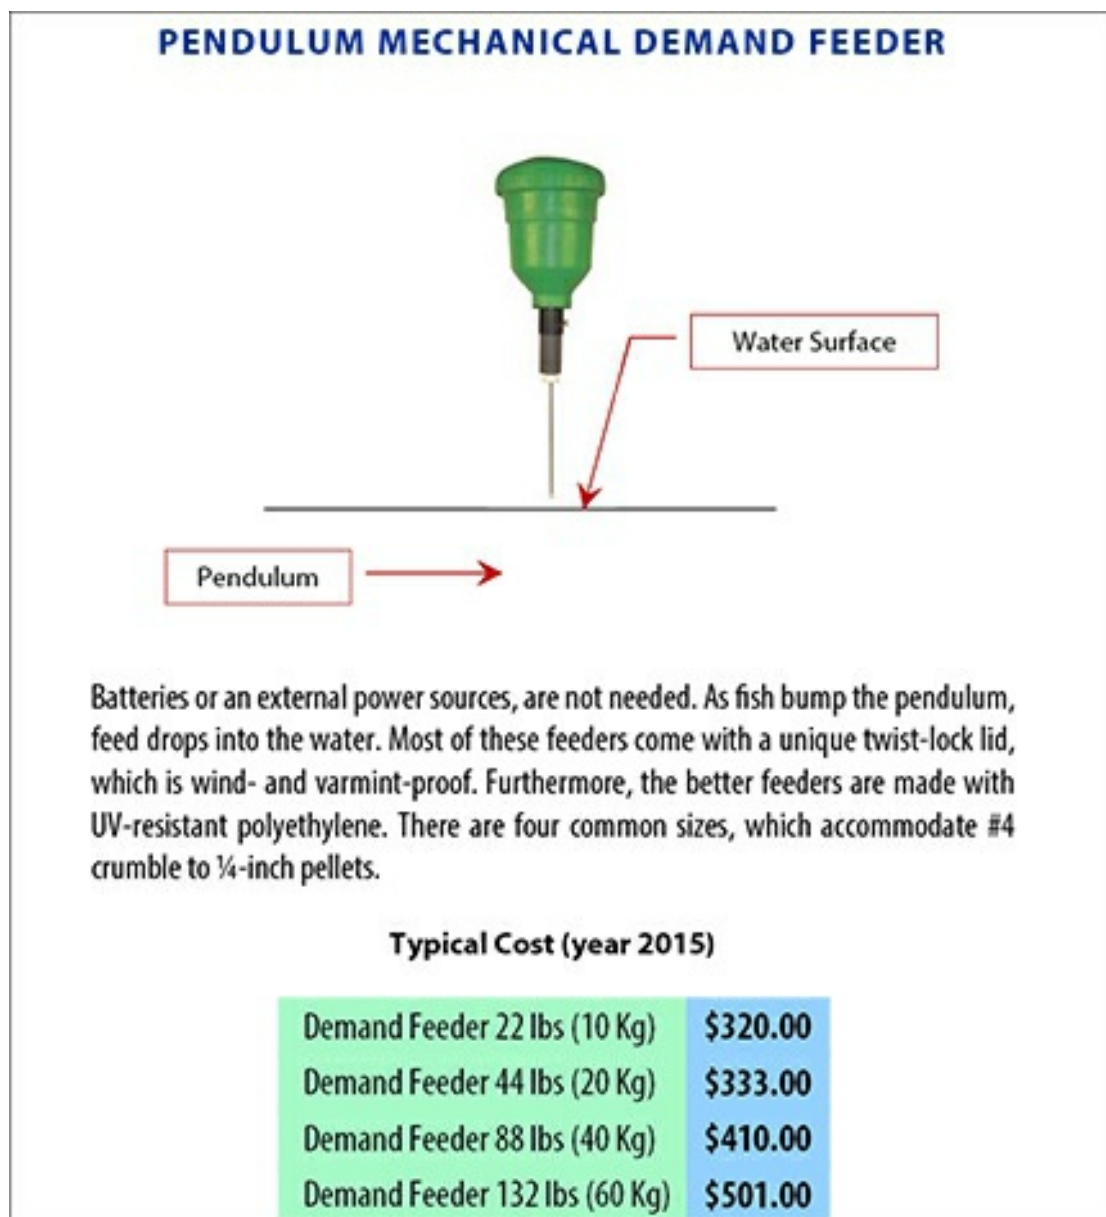 PENDULUM MECHANICAL DEMAND FEEDER
Water Surface
Pendulum
Batteries or an external power sources, are not needed. As fish bump the pendulum,
feed drops into the water. Most of these feeders come with a unique twist-lock lid,
which is wind- and varmint-proof. Furthermore, the better feeders are made with
UV-resistant polyethylene. There are four common sizes, which accommodate #4
crumble to ¼-inch pellets.
Typical Cost (year 2015)
Demand Feeder 22 lbs (10 Kg) $320.00
Demand Feeder 44 lbs (20 Kg) $333.00
Demand Feeder 88 lbs (40 Kg) $410.00
Demand Feeder 132 lbs (60 Kg) $501.00